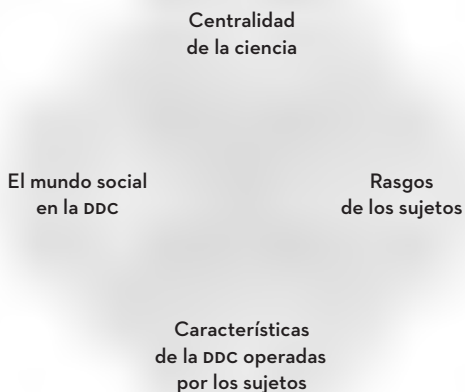 Centralidad
de la ciencia
El mundo social
en la DDC
Rasgos
de los sujetos
Características
de la DDC operadas
por los sujetos